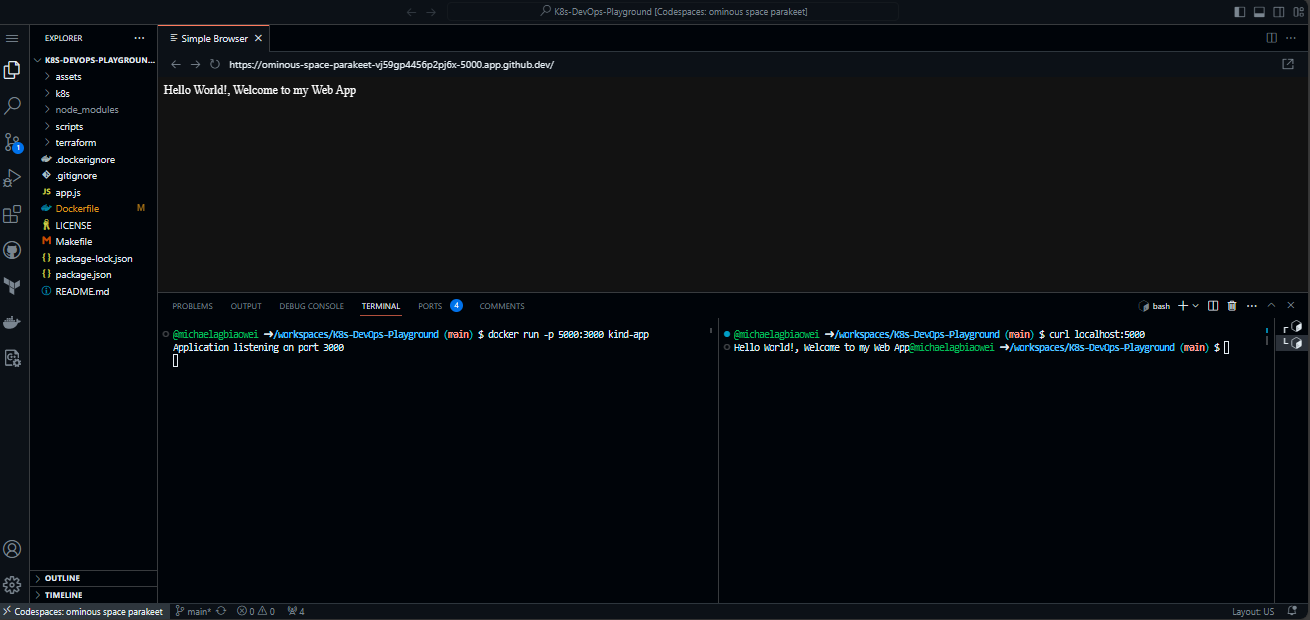 K8s-DevOps-Playground [Codespaces: ominous space parakeet]
EXPLORER
K8S-DEVOPS-PLAYGROUN...
assets
k8s
node_modules
scripts
terraform
.dockerignore
.gitignore
JS app.js
Dockerfile M
LICENSE
M Makefile
{} package-lock.json
{} package.json
README.md
OUTLINE
TIMELINE
1
Simple Browser
https://ominous-space-parakeet-vj59gp4456p2pj6x-5000.app.github.dev/
Hello World!, Welcome to my Web App
PROBLEMS OUTPUT DEBUG CONSOLE TERMINAL PORTS 4 COMMENTS
bash
@michaelagbiaowei ➜/workspaces/K8s-DevOps-Playground (main) $ docker run -p 5000:3000 kind-app
Application listening on port 3000
@michaelagbiaowei ➜/workspaces/K8s-DevOps-Playground (main) $ curl localhost:5000
Hello World!, Welcome to my Web App@michaelagbiaowei ➜/workspaces/K8s-DevOps-Playground (main) $
Codespaces: ominous space parakeet main* 0 0 4
Layout: US